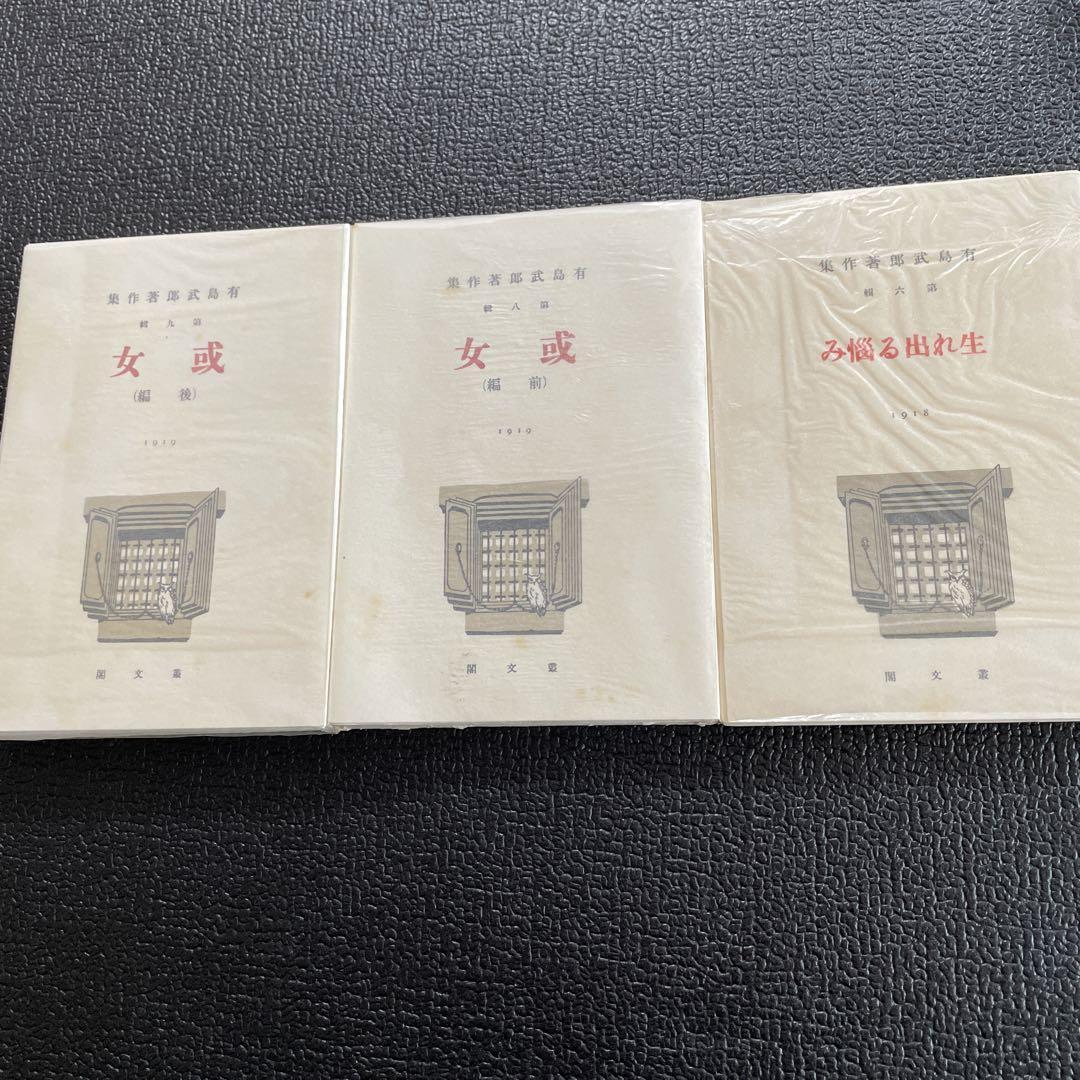 有島武郎著作集
第六輯
生れ出る惱み
1918
叢文閣
有島武郎著作集
第八輯
或女
(前編)
1919
叢文閣
有島武郎著作集
第九輯
或女
(後編)
1919
叢文閣